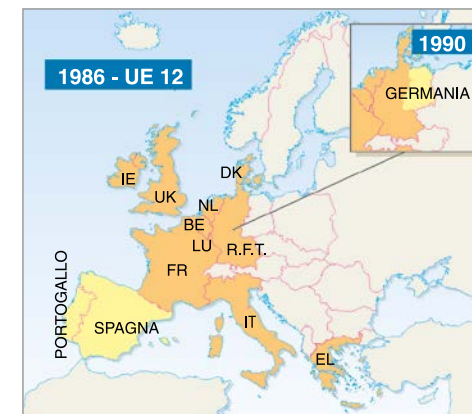 1990
1986 - UE 12
GERMANIA
IE
UK
DK
NL
BE
LU
R.F.T.
FR
PORTOGALLO
SPAGNA
IT
EL